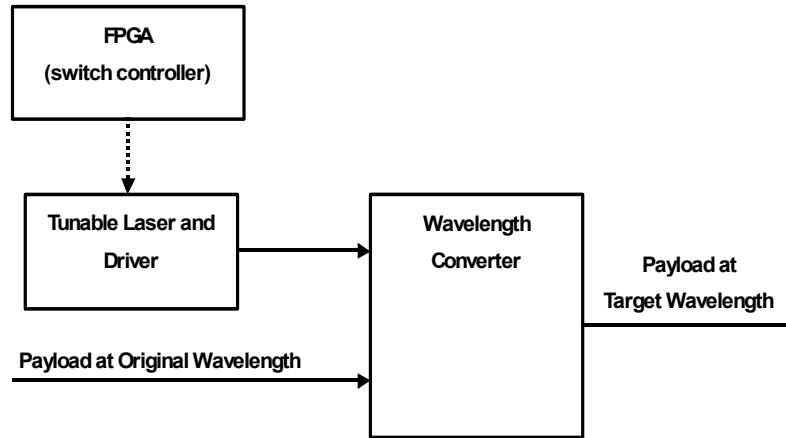 FPGA
(switch controller)
Tunable Laser and
Driver
Wavelength
Converter
Payload at
Target Wavelength
Payload at Original Wavelength